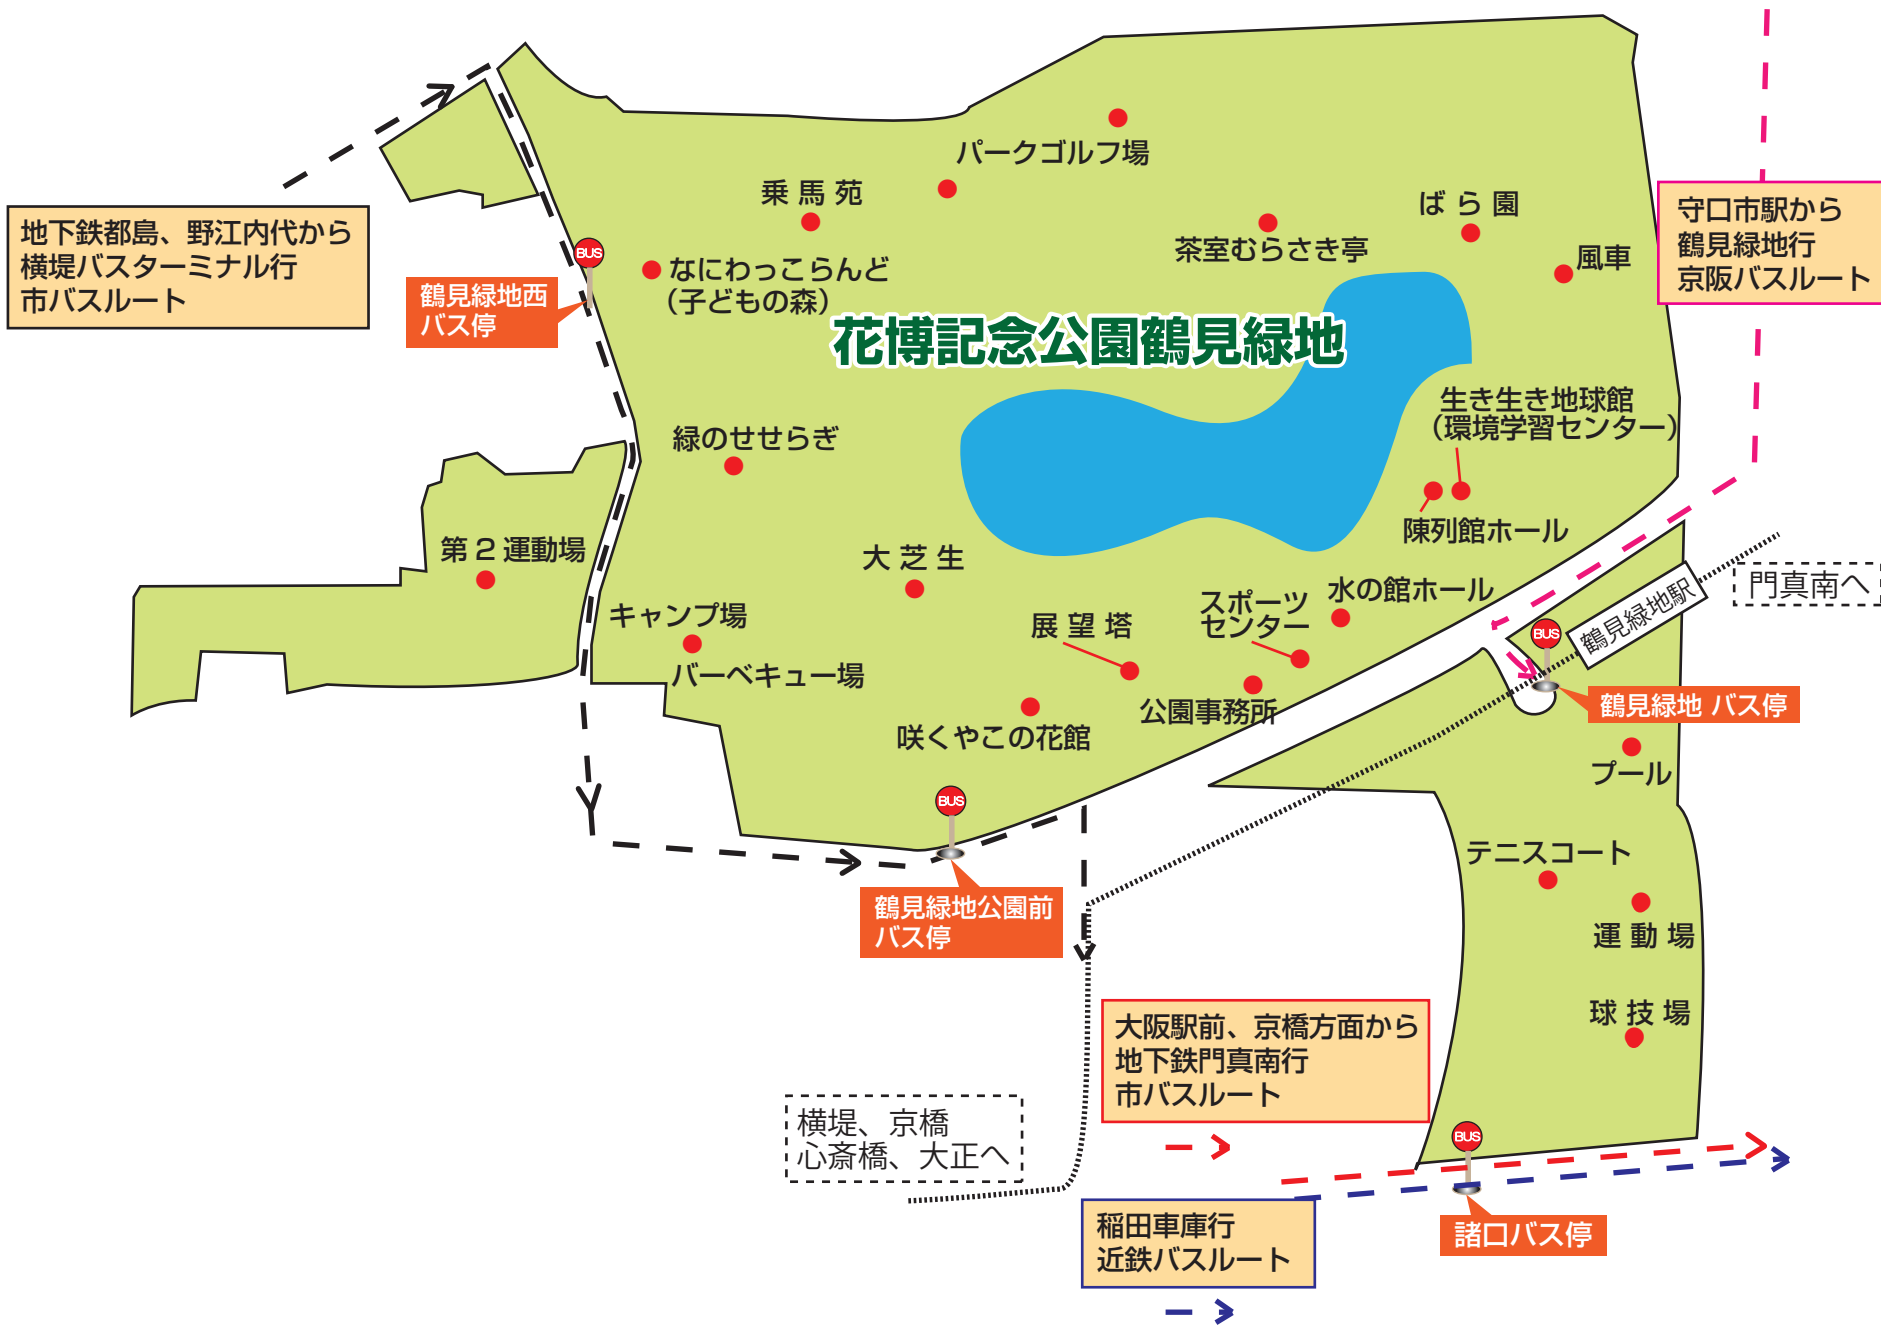 パークゴルフ場
乗馬苑
ばら園
茶室むらさき亭
風車
守口市駅から
鶴見緑地行
京阪バスルート
地下鉄都島、野江内代から
横堤バスターミナル行
市バスルート
BUS
鶴見緑地西
バス停
なにわっこらんど
(子どもの森)
花博記念公園鶴見緑地
生き生き地球館
(環境学習センター)
緑のせせらぎ
陳列館ホール
第2運動場
大芝生
キャンプ場
バーベキュー場
展望塔
スポーツ
センター
水の館ホール
公園事務所
咲くやこの花館
門真南へ
鶴見緑地駅
BUS
鶴見緑地 バス停
プール
BUS
鶴見緑地公園前
バス停
テニスコート
運動場
球技場
大阪駅前、京橋方面から
地下鉄門真南行
市バスルート
横堤、京橋
心斎橋、大正へ
BUS
諸口バス停
稲田車庫行
近鉄バスルート